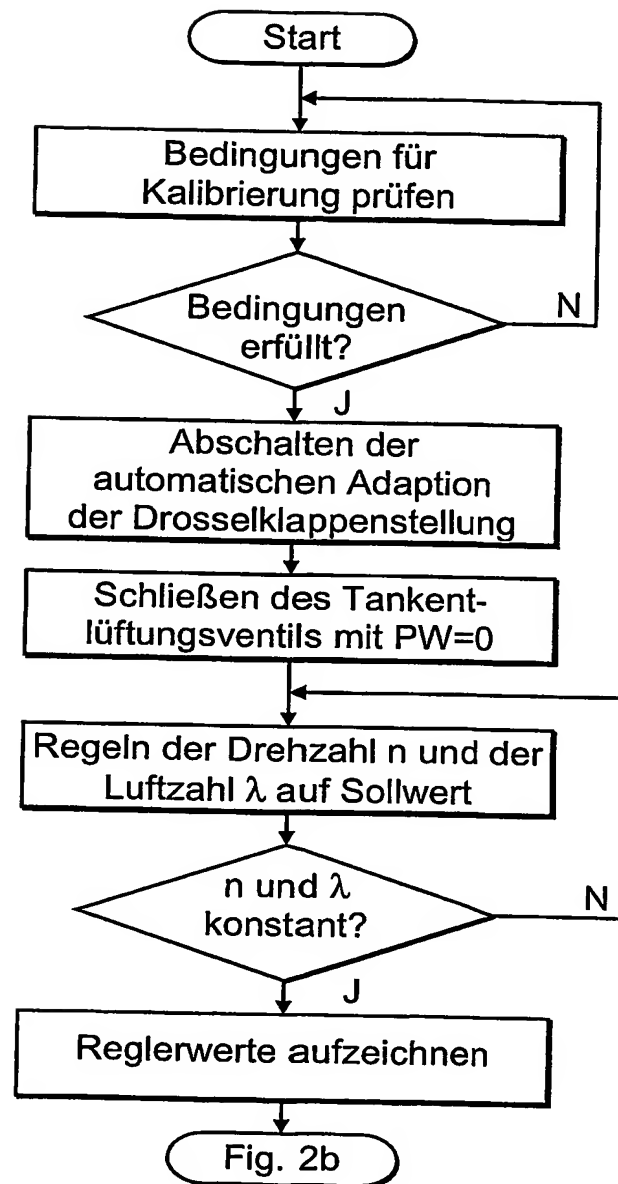 Start
Bedingungen für
Kalibrierung prüfen
Bedingungen
erfüllt?
N
J
Abschalten der
automatischen Adaption
der Drosselklappenstellung
Schließen des Tankent-
lüftungsventils mit PW=0
Regeln der Drehzahl n und der
Luftzahl λ auf Sollwert
n und λ
konstant?
N
J
Reglerwerte aufzeichnen
Fig. 2b